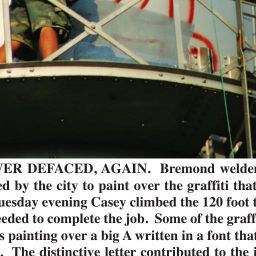 VER DEFACED, AGAIN. Bremond welder
ed by the city to paint over the graffiti that
uesday evening Casey climbed the 120 foot t
eeded to complete the job. Some of the graff
s painting over a big A written in a font that
. The distinctive letter contributed to the i